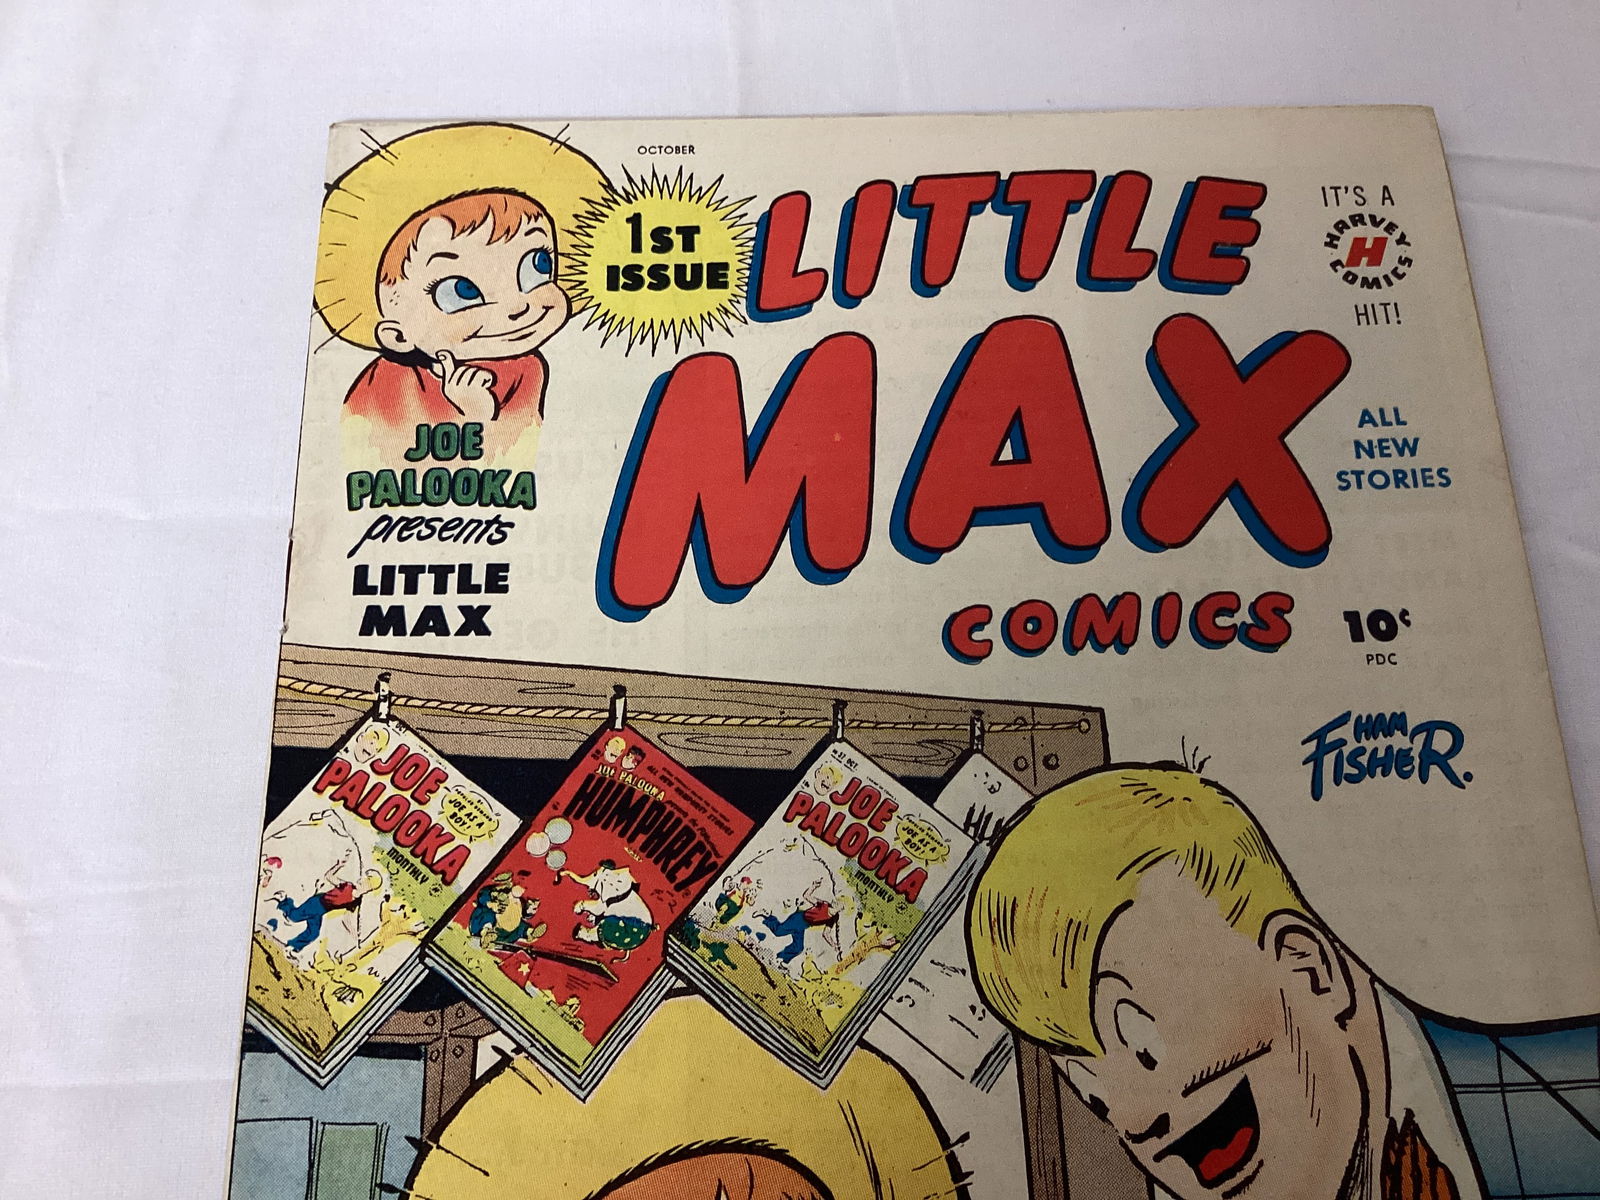 OCTOBER
1ST
ISSUE
LITTLE
MAX
COMICS
IT'S A
HARVEY
H
COMICS
HIT!
ALL
NEW
STORIES
10¢
PDC
JOE
PALOOKA
presents
LITTLE
MAX
HAM
FISHER.
JOE
PALOOKA
JOE AS A
BOY!
MONTHLY
JOE PALOOKA
HUMPHREY
JOE
PALOOKA
JOE AS A
BOY!
MONTHLY
HU